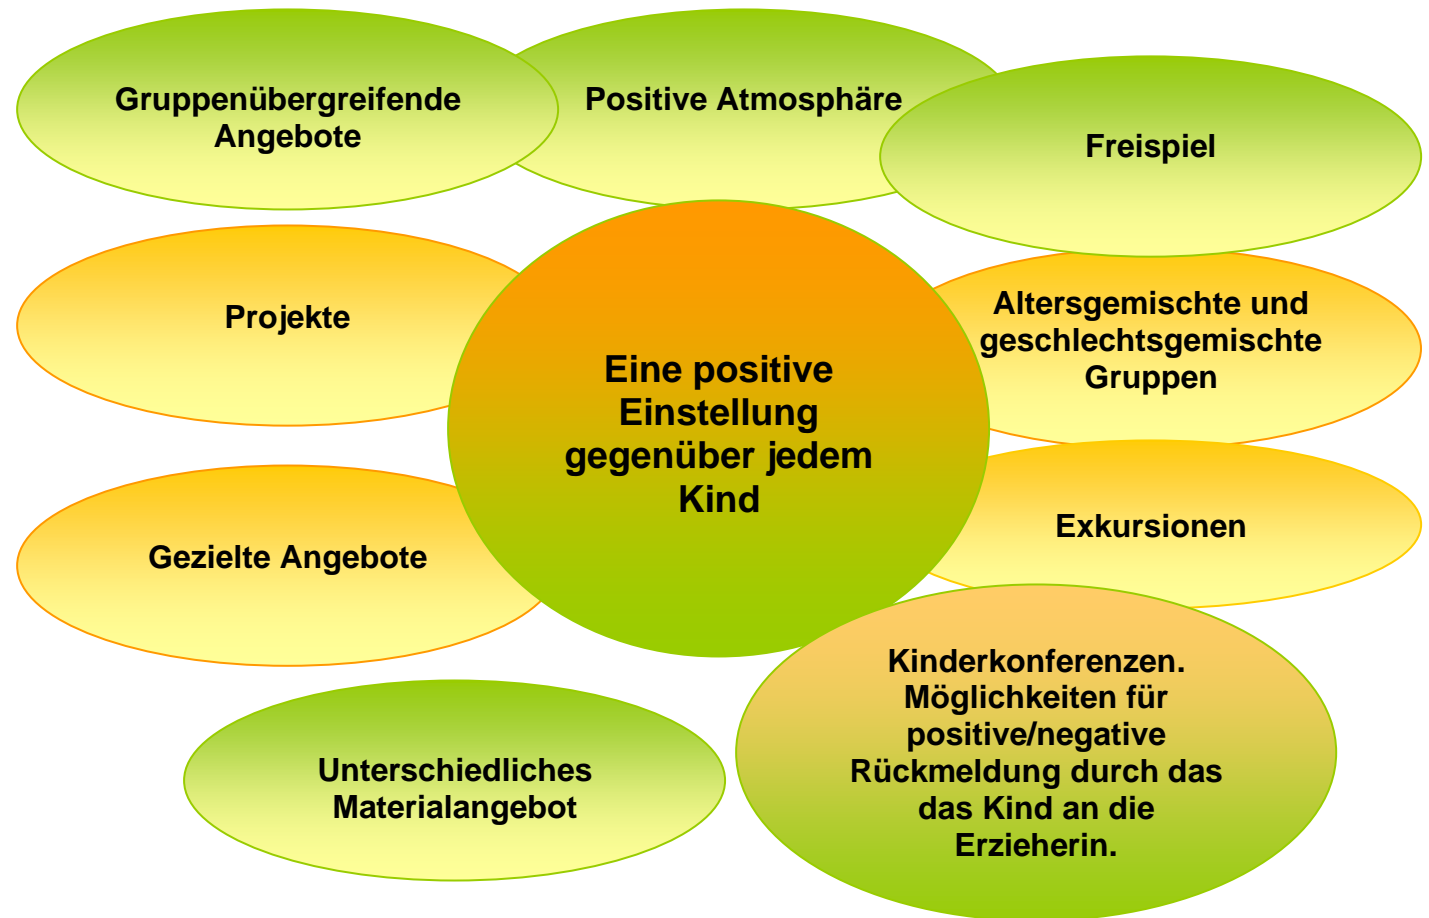 Gruppenübergreifende
Angebote
Positive Atmosphäre
Freispiel
Projekte
Altersgemischte und
geschlechtsgemischte
Gruppen
Eine positive
Einstellung
gegenüber jedem
Kind
Gezielte Angebote
Exkursionen
Kinderkonferenzen.
Möglichkeiten für
positive/negative
Rückmeldung durch das
das Kind an die
Erzieherin.
Unterschiedliches
Materialangebot